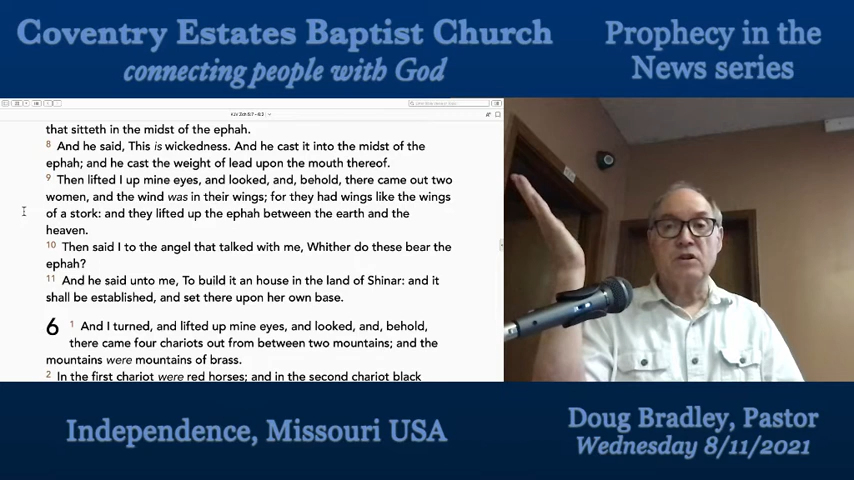 Coventry Estates Baptist Church
connecting people with God
Prophecy in the
News series
that sitteth in the midst of the ephah.
8 And he said, This is wickedness. And he cast it into the midst of the
ephah; and he cast the weight of lead upon the mouth thereof.
9 Then lifted I up mine eyes, and looked, and, behold, there came out two
women, and the wind was in their wings; for they had wings like the wings
of a stork: and they lifted up the ephah between the earth and the
heaven.
10 Then said I to the angel that talked with me, Whither do these bear the
ephah?
11 And he said unto me, To build it an house in the land of Shinar: and it
shall be established, and set there upon her own base.
6 1 And I turned, and lifted up mine eyes, and looked, and, behold,
there came four chariots out from between two mountains; and the
mountains were mountains of brass.
2 In the first chariot were red horses; and in the second chariot black
Independence, Missouri USA
Doug Bradley, Pastor
Wednesday 8/11/2021